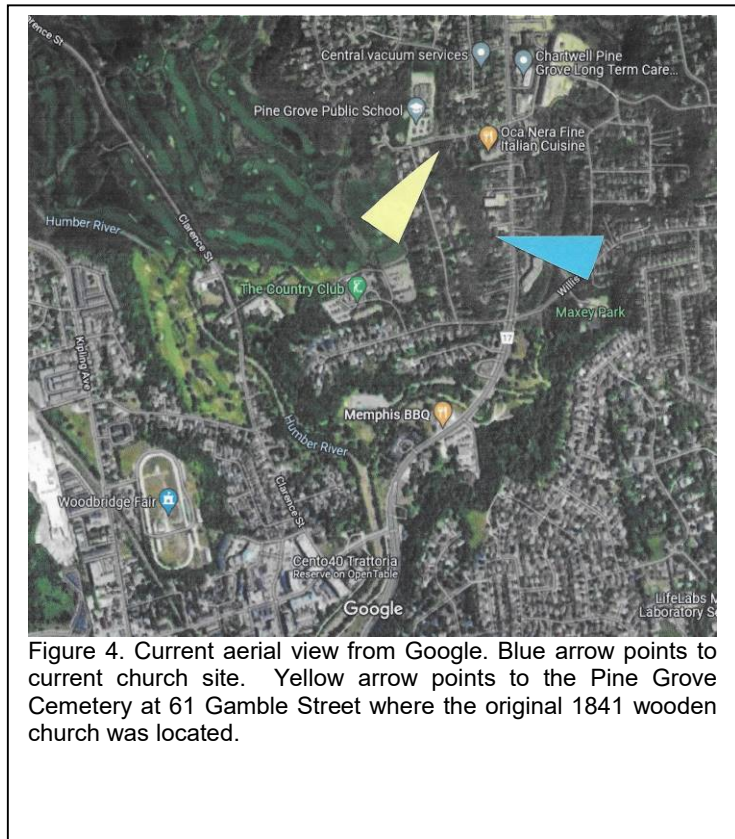 Clarence St
Central vacuum services
Chartwell Pine
Grove Long Term Care...
Pine Grove Public School
Oca Nera Fine
Italian Cuisine
Humber River
Clarence St
The Country Club
Willis
Maxey Park
17
Kipling Ave
Memphis BBQ
Humber River
Woodbridge Fair
Clarence St
Cento40 Trattoria
Reserve on OpenTable
LifeLabs M
Laboratory Se
Google
Figure 4. Current aerial view from Google. Blue arrow points to
current church site. Yellow arrow points to the Pine Grove
Cemetery at 61 Gamble Street where the original 1841 wooden
church was located.